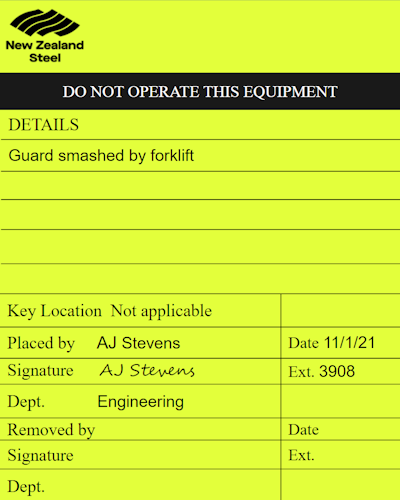 New Zealand
Steel
DO NOT OPERATE THIS EQUIPMENT
DETAILS
Guard smashed by forklift
Key Location Not applicable
Placed by AJ Stevens Date 11/1/21
Signature AJ Stevens Ext. 3908
Dept. Engineering
Removed by Date
Signature Ext.
Dept.